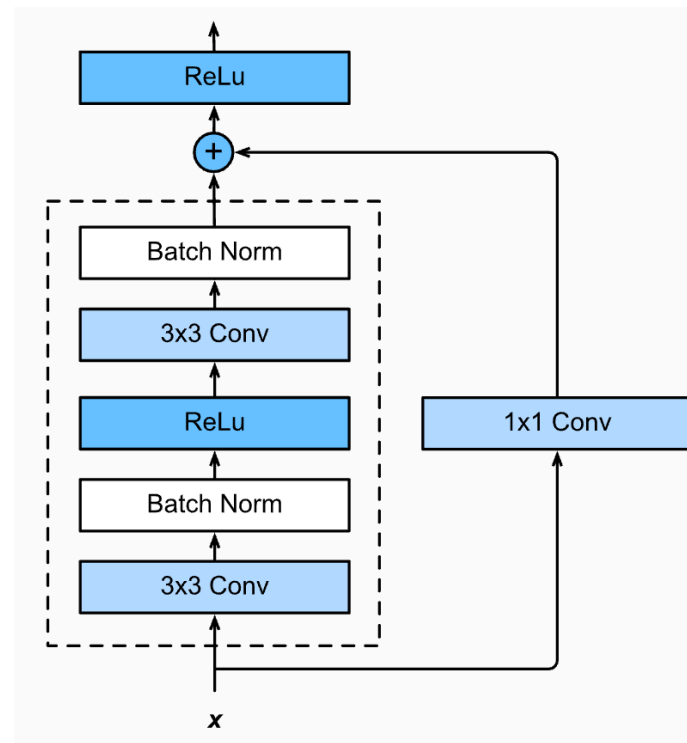 ReLu
+
Batch Norm
3x3 Conv
ReLu
1x1 Conv
Batch Norm
3x3 Conv
x